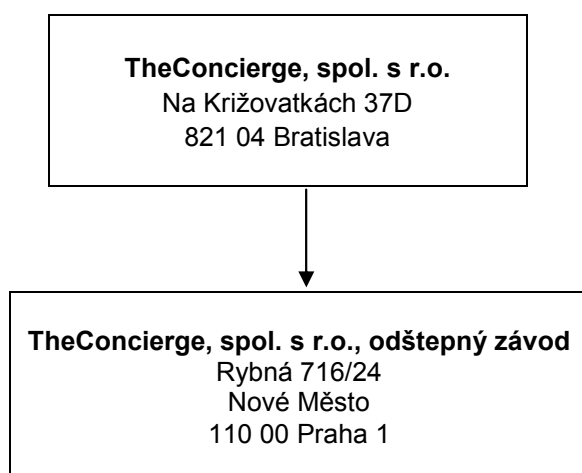 TheConcierge, spol. s r.o.
Na Križovatkách 37D
821 04 Bratislava
TheConcierge, spol. s r.o., odštepný závod
Rybná 716/24
Nové Město
110 00 Praha 1